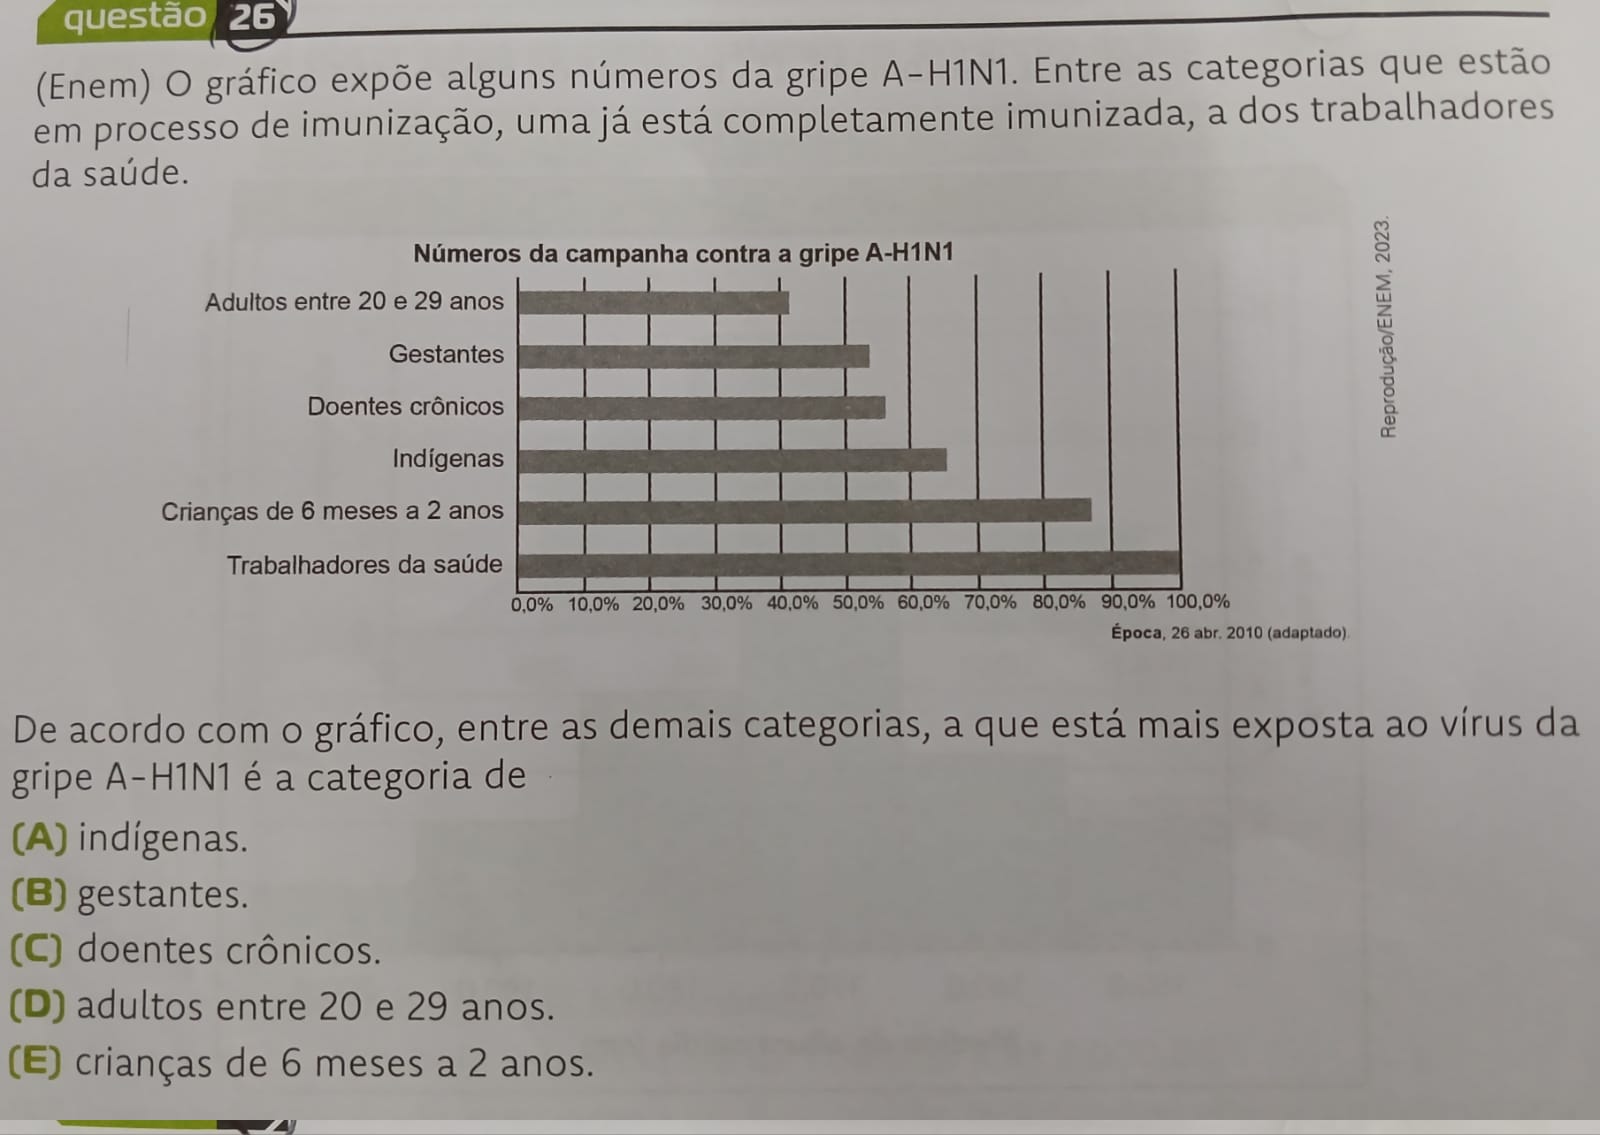 questão 26
(Enem) O gráfico expõe alguns números da gripe A-H1N1. Entre as categorias que estão
em processo de imunização, uma já está completamente imunizada, a dos trabalhadores
da saúde.
Reprodução/ENEM, 2023.
Números da campanha contra a gripe A-H1N1
Adultos entre 20 e 29 anos
Gestantes
Doentes crônicos
Indígenas
Crianças de 6 meses a 2 anos
Trabalhadores da saúde
0,0% 10,0% 20,0% 30,0% 40,0% 50,0% 60,0% 70,0% 80,0% 90,0% 100,0%
Época, 26 abr. 2010 (adaptado).
De acordo com o gráfico, entre as demais categorias, a que está mais exposta ao vírus da
gripe A-H1N1 é a categoria de
(A) indígenas.
(B) gestantes.
(C) doentes crônicos.
(D) adultos entre 20 e 29 anos.
(E) crianças de 6 meses a 2 anos.